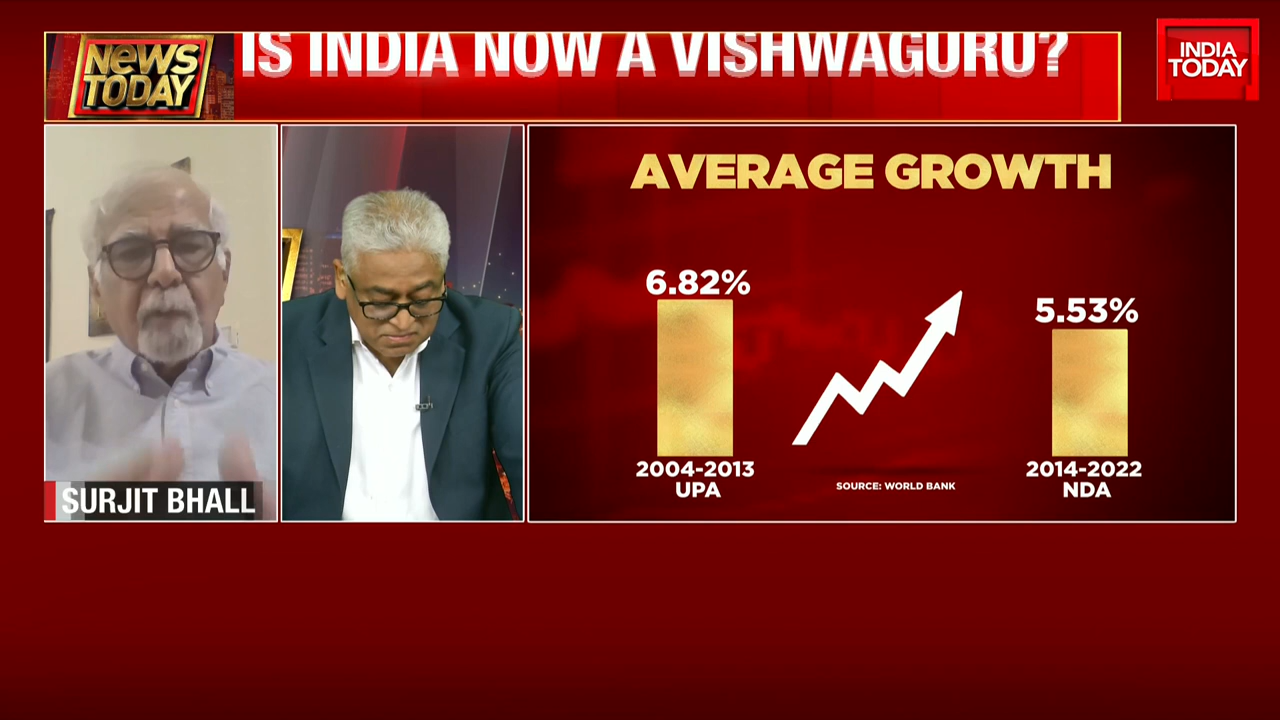 NEWS
TODAY
IS INDIA NOW A VISHWAGURU?
INDIA
TODAY
AVERAGE GROWTH
6.82%
5.53%
2004-2013
UPA
2014-2022
NDA
SOURCE: WORLD BANK
SURJIT BHALL